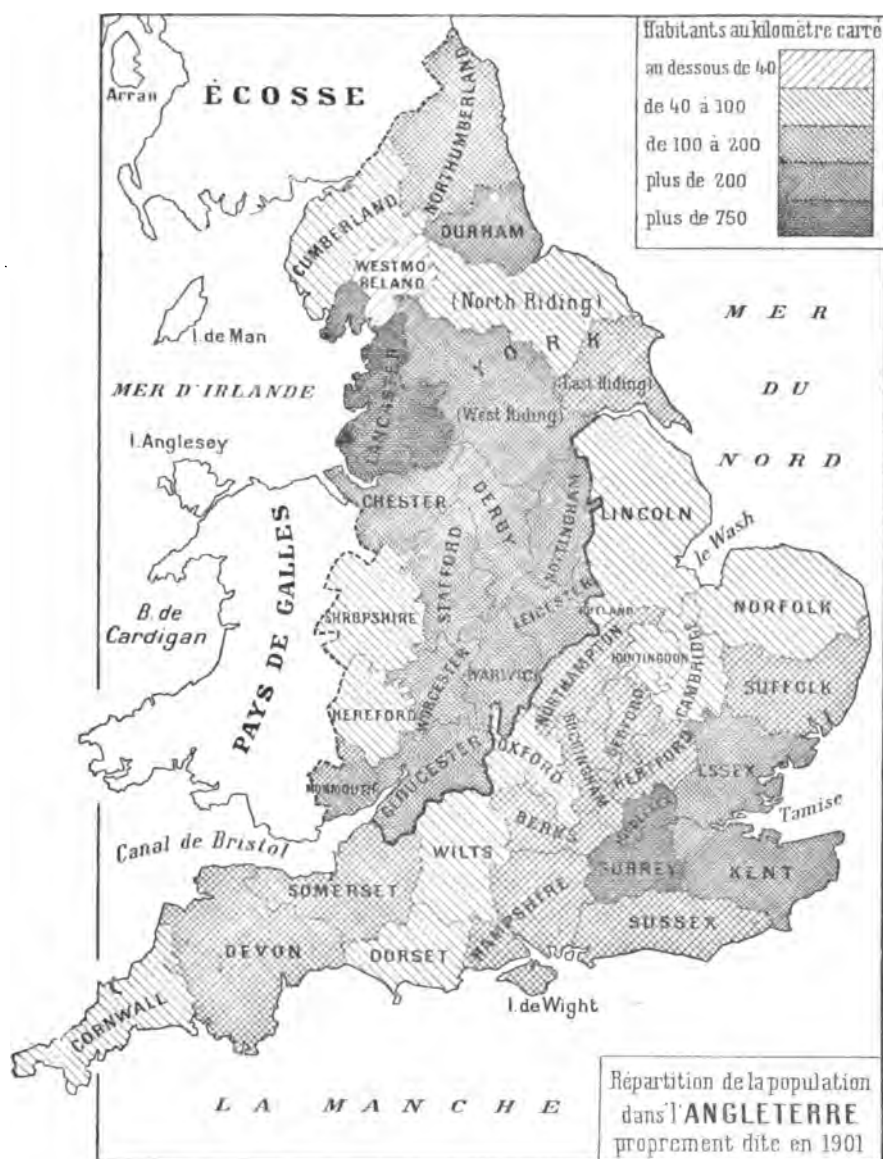 Habitants au kilomètre carré
au dessous de 40
de 40 à 100
de 100 à 200
plus de 200
plus de 750
Arran
ÉCOSSE
NORTHUMBERLAND
CUMBERLAND
DURHAM
WESTMO
RELAND
(North Riding)
I. de Man
YORK
MER
DU
NORD
MER D'IRLANDE
LANCASTER
(West Riding)
(East Riding)
I. Anglesey
CHESTER
DERBY
NOTTINGHAM
LINCOLN
le Wash
PAYS DE GALLES
STAFFORD
B. de
Cardigan
SHROPSHIRE
LEICESTER
RUTLAND
NORFOLK
HUNTINGDON
CAMBRIDGE
NORTHAMPTON
WORCESTER
WARWICK
SUFFOLK
HEREFORD
BEDFORD
BUCKINGHAM
OXFORD
HERTFORD
ESSEX
MONMOUTH
GLOUCESTER
MIDDLESEX
Tamise
Canal de Bristol
BERKS
WILTS
SURREY
KENT
SOMERSET
HAMPSHIRE
SUSSEX
DEVON
DORSET
I. de Wight
CORNWALL
LA MANCHE
Répartition de la population
dans l'ANGLETERRE
proprement dite en 1901